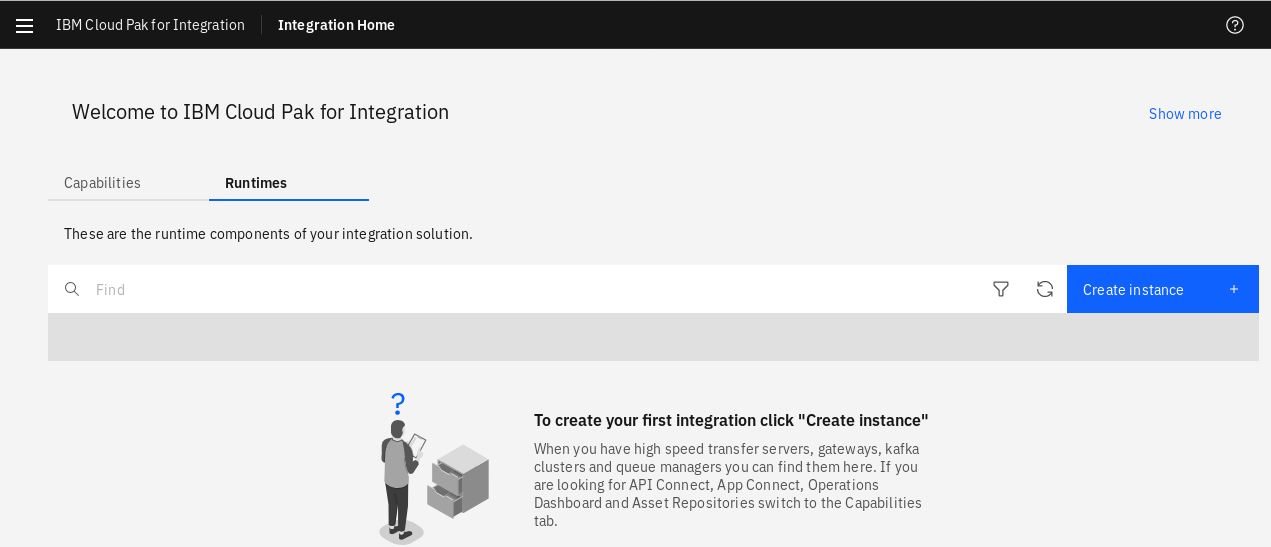 IBM Cloud Pak for Integration Integration Home
Welcome to IBM Cloud Pak for Integration
Show more
Capabilities Runtimes
These are the runtime components of your integration solution.
Find
Create instance +
?
To create your first integration click "Create instance"
When you have high speed transfer servers, gateways, kafka
clusters and queue managers you can find them here. If you
are looking for API Connect, App Connect, Operations
Dashboard and Asset Repositories switch to the Capabilities
tab.